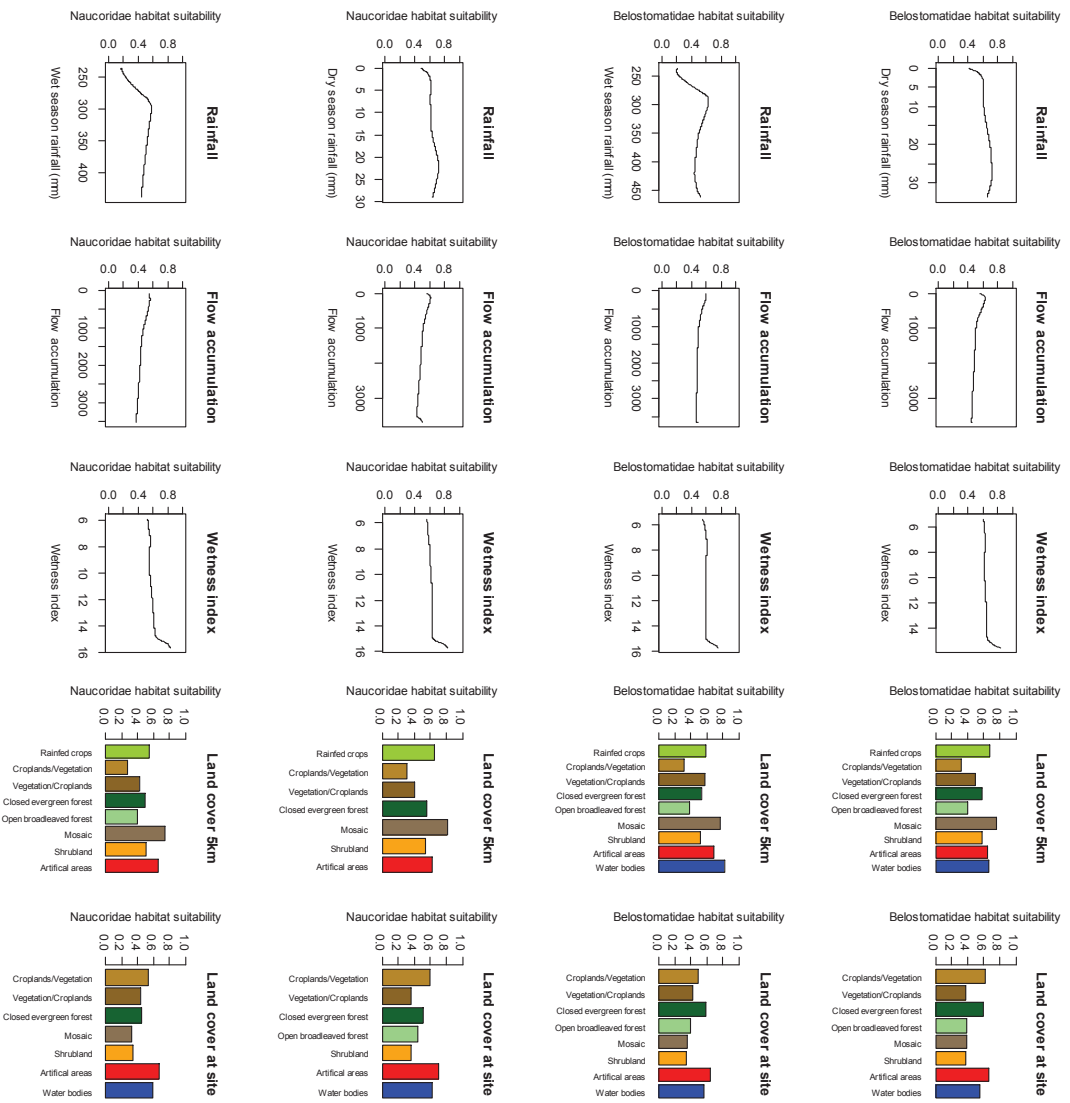 Naucoridae habitat suitability
0.0 0.4 0.8
Rainfall
250 300 350 400
Wet season rainfall (mm)
Naucoridae habitat suitability
0.0 0.4 0.8
Rainfall
0 5 10 15 20 25 30
Dry season rainfall (mm)
Belostomatidae habitat suitability
0.0 0.4 0.8
Rainfall
250 300 350 400 450
Wet season rainfall (mm)
Belostomatidae habitat suitability
0.0 0.4 0.8
Rainfall
0 5 10 20 30
Dry season rainfall (mm)
Naucoridae habitat suitability
0.0 0.4 0.8
Flow accumulation
0 1000 2000 3000
Flow accumulation
Naucoridae habitat suitability
0.0 0.4 0.8
Flow accumulation
0 1000 3000
Flow accumulation
Belostomatidae habitat suitability
0.0 0.4 0.8
Flow accumulation
0 1000 2000 3000
Flow accumulation
Belostomatidae habitat suitability
0.0 0.4 0.8
Flow accumulation
0 1000 3000
Flow accumulation
Naucoridae habitat suitability
0.0 0.4 0.8
Wetness index
6 8 10 12 14 16
Wetness index
Naucoridae habitat suitability
0.0 0.4 0.8
Wetness index
6 8 10 12 14 16
Wetness index
Belostomatidae habitat suitability
0.0 0.4 0.8
Wetness index
6 8 10 12 14 16
Wetness index
Belostomatidae habitat suitability
0.0 0.4 0.8
Wetness index
6 8 10 12 14
Wetness index
Naucoridae habitat suitability
0.0 0.2 0.4 0.6 0.8 1.0
Land cover 5km
Rainfed crops
Croplands/Vegetation
Vegetation/Croplands
Closed evergreen forest
Open broadleaved forest
Mosaic
Shrubland
Artifical areas
Naucoridae habitat suitability
0.0 0.2 0.4 0.6 0.8 1.0
Land cover 5km
Rainfed crops
Croplands/Vegetation
Vegetation/Croplands
Closed evergreen forest
Mosaic
Shrubland
Artifical areas
Belostomatidae habitat suitability
0.0 0.2 0.4 0.6 0.8 1.0
Land cover 5km
Rainfed crops
Croplands/Vegetation
Vegetation/Croplands
Closed evergreen forest
Open broadleaved forest
Mosaic
Shrubland
Artifical areas
Water bodies
Belostomatidae habitat suitability
0.0 0.2 0.4 0.6 0.8 1.0
Land cover 5km
Rainfed crops
Croplands/Vegetation
Vegetation/Croplands
Closed evergreen forest
Open broadleaved forest
Mosaic
Shrubland
Artifical areas
Water bodies
Naucoridae habitat suitability
0.0 0.2 0.4 0.6 0.8 1.0
Land cover at site
Croplands/Vegetation
Vegetation/Croplands
Closed evergreen forest
Mosaic
Shrubland
Artifical areas
Water bodies
Naucoridae habitat suitability
0.0 0.2 0.4 0.6 0.8 1.0
Land cover at site
Croplands/Vegetation
Vegetation/Croplands
Closed evergreen forest
Open broadleaved forest
Shrubland
Artifical areas
Water bodies
Belostomatidae habitat suitability
0.0 0.2 0.4 0.6 0.8 1.0
Land cover at site
Croplands/Vegetation
Vegetation/Croplands
Closed evergreen forest
Open broadleaved forest
Mosaic
Shrubland
Artifical areas
Water bodies
Belostomatidae habitat suitability
0.0 0.2 0.4 0.6 0.8 1.0
Land cover at site
Croplands/Vegetation
Vegetation/Croplands
Closed evergreen forest
Open broadleaved forest
Mosaic
Shrubland
Artifical areas
Water bodies